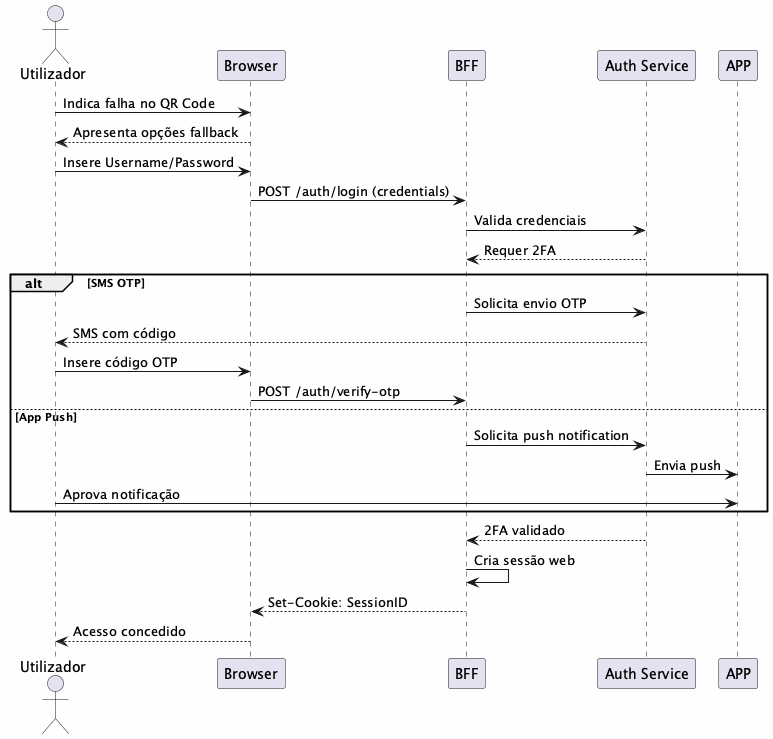 Utilizador
Browser
BFF
Auth Service
APP
Indica falha no QR Code
Apresenta opções fallback
Insere Username/Password
POST /auth/login (credentials)
Valida credenciais
Requer 2FA
alt
[SMS OTP]
Solicita envio OTP
SMS com código
Insere código OTP
POST /auth/verify-otp
[App Push]
Solicita push notification
Envia push
Aprova notificação
2FA validado
Cria sessão web
Set-Cookie: SessionID
Acesso concedido
Utilizador
Browser
BFF
Auth Service
APP